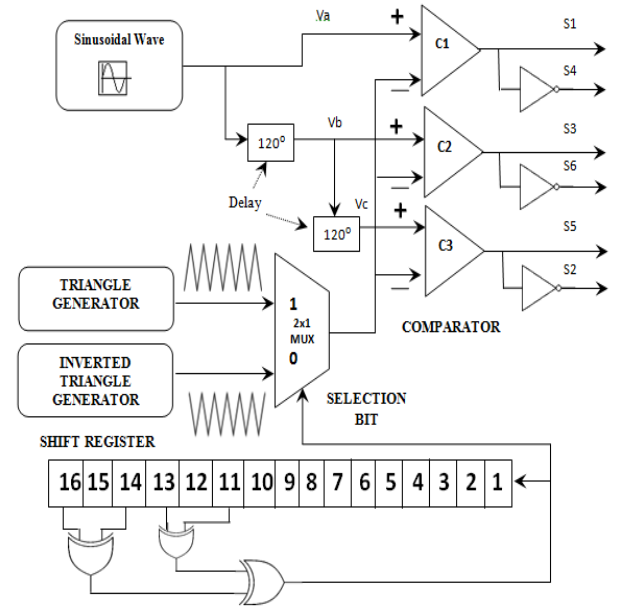 Sinusoidal Wave
Va
+
C1
S1
S4
120⁰
Vb
+
C2
S3
S6
Delay
120⁰
Vc
+
C3
S5
S2
TRIANGLE
GENERATOR
1
2x1
MUX
0
COMPARATOR
INVERTED
TRIANGLE
GENERATOR
SELECTION
BIT
SHIFT REGISTER
16 15 14 13 12 11 10 9 8 7 6 5 4 3 2 1